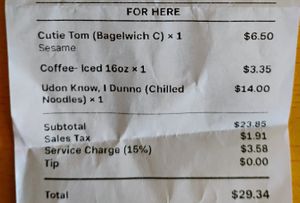 FOR HERE
Cutie Tom (Bagelwich C) × 1 $6.50
Sesame
Coffee- Iced 16oz × 1 $3.35
Udon Know, I Dunno (Chilled $14.00
Noodles) × 1
Subtotal $23.85
Sales Tax $1.91
Service Charge (15%) $3.58
Tip $0.00
Total $29.34